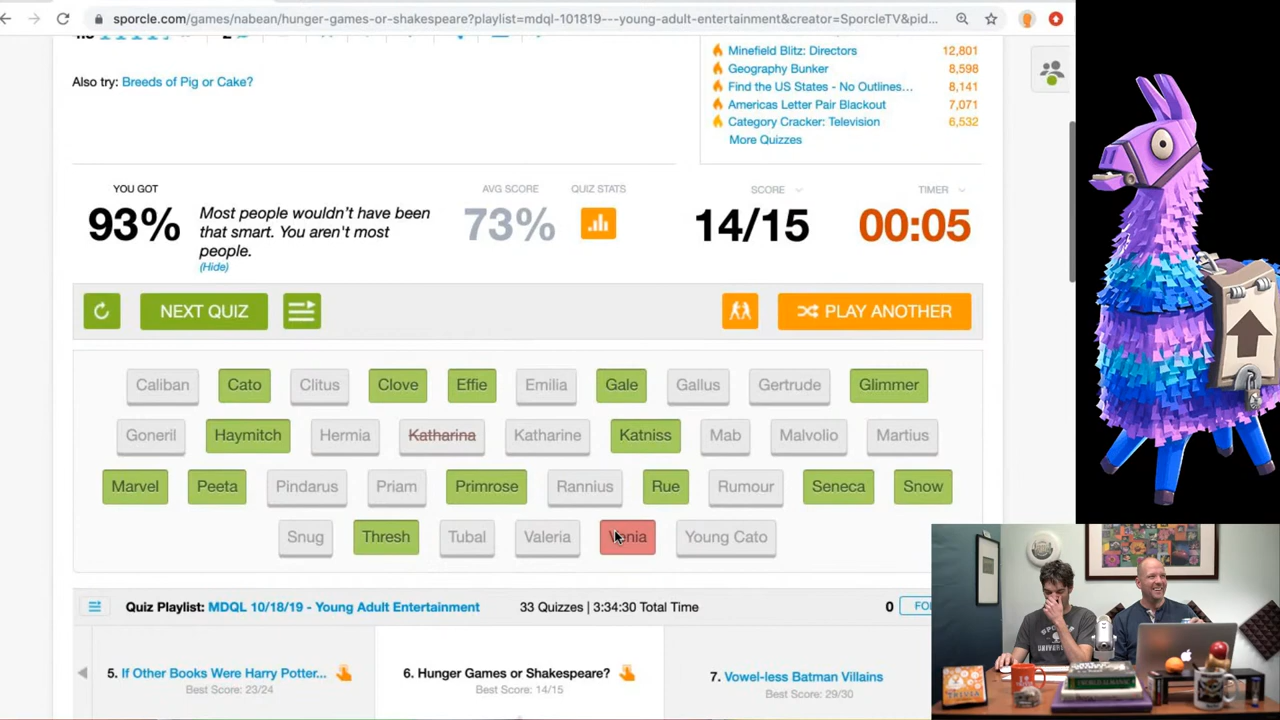 sporcle.com/games/nabean/hunger-games-or-shakespeare?playlist=mdql-101819---young-adult-entertainment&creator=SporcleTV&pid...
Also try: Breeds of Pig or Cake?
Minefield Blitz: Directors 12,801
Geography Bunker 8,598
Find the US States - No Outlines... 8,141
Americas Letter Pair Blackout 7,071
Category Cracker: Television 6,532
More Quizzes
YOU GOT
93%
Most people wouldn't have been
that smart. You aren't most
people.
(Hide)
AVG SCORE
73%
QUIZ STATS
SCORE
14/15
TIMER
00:05
NEXT QUIZ
PLAY ANOTHER
Caliban Cato Clitus Clove Effie Emilia Gale Gallus Gertrude Glimmer
Goneril Haymitch Hermia Katharina Katharine Katniss Mab Malvolio Martius
Marvel Peeta Pindarus Priam Primrose Rannius Rue Rumour Seneca Snow
Snug Thresh Tubal Valeria Venia Young Cato
Quiz Playlist: MDQL 10/18/19 - Young Adult Entertainment 33 Quizzes | 3:34:30 Total Time 0 FO
5. If Other Books Were Harry Potter...
Best Score: 23/24
6. Hunger Games or Shakespeare?
Best Score: 14/15
7. Vowel-less Batman Villains
Best Score: 29/30